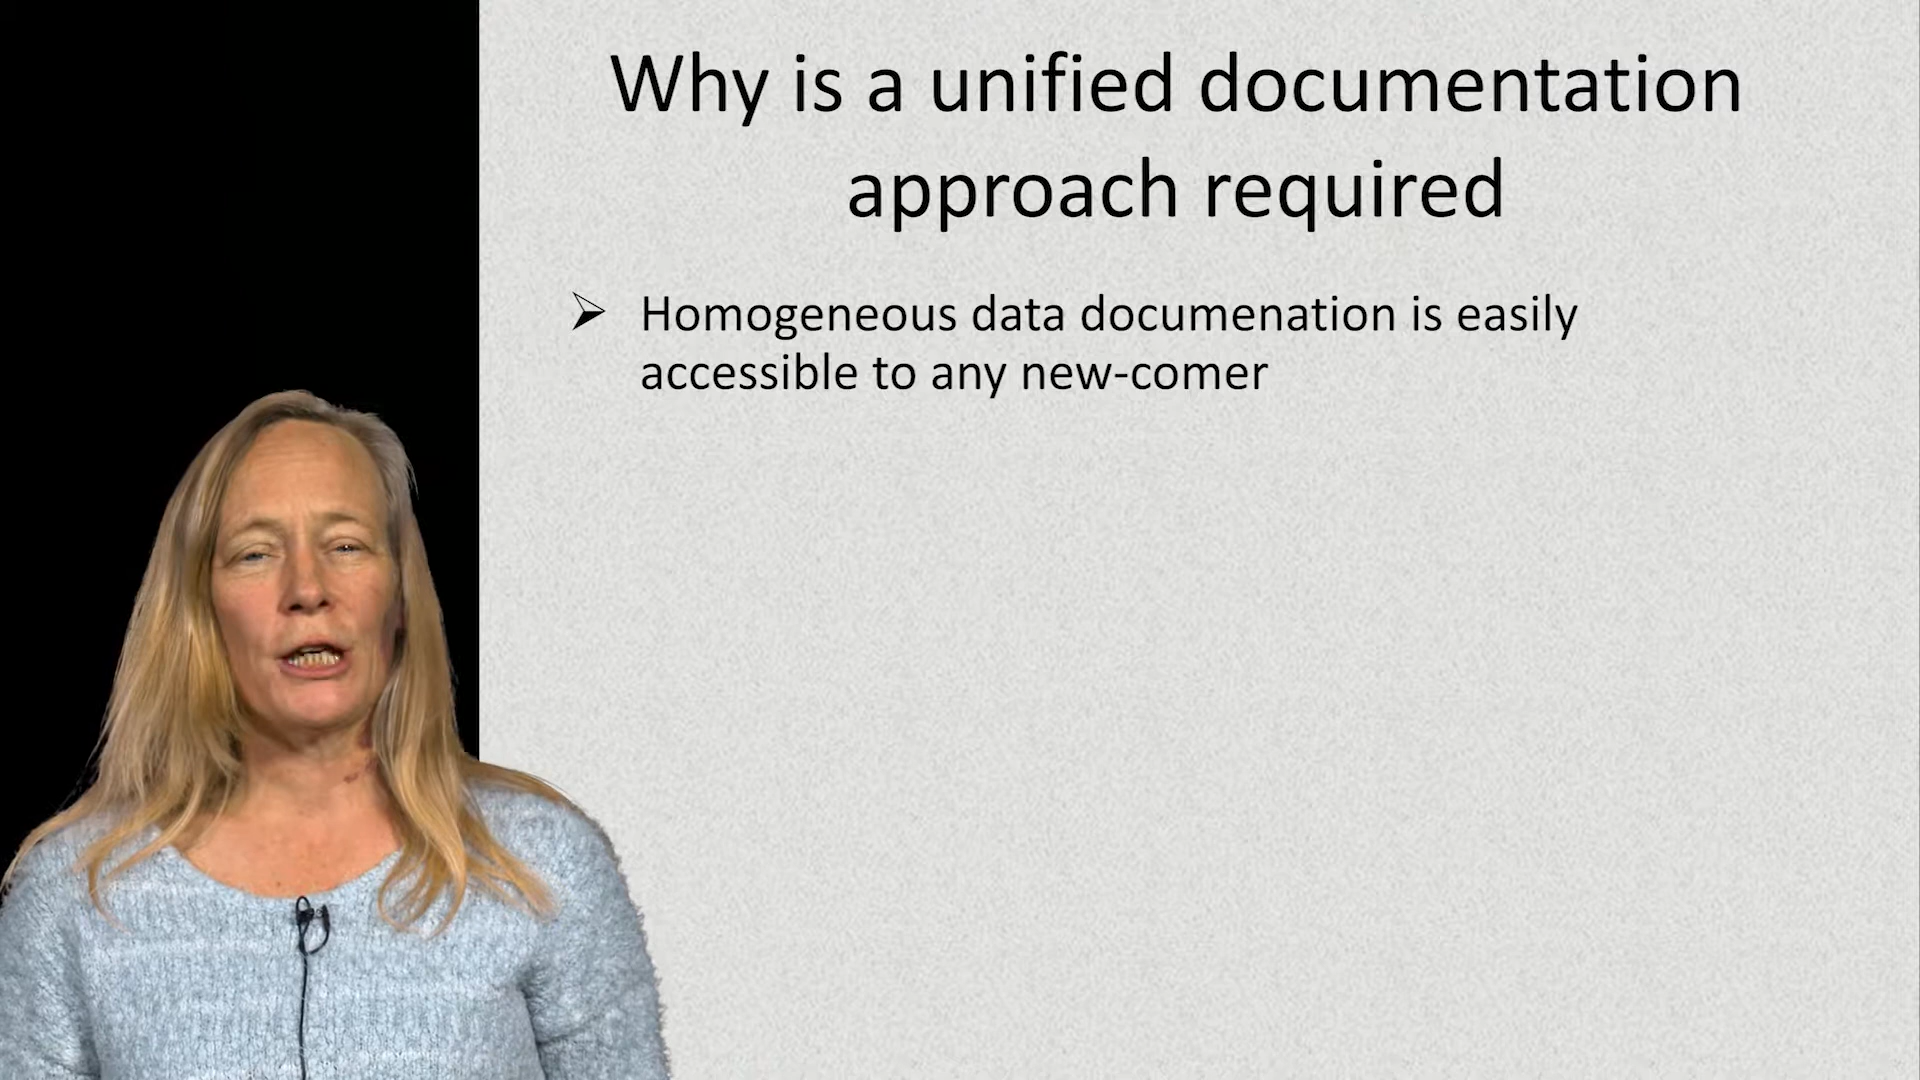 Why is a unified documentation
approach required
➢ Homogeneous data documenation is easily
accessible to any new-comer